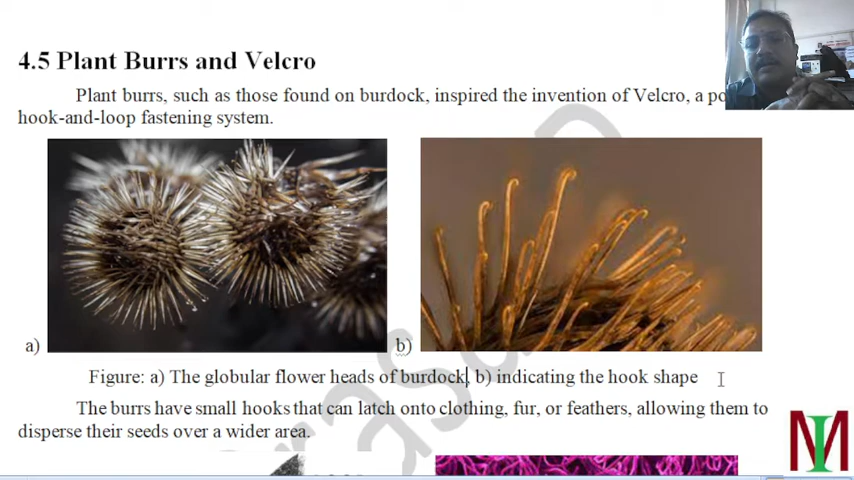 4.5 Plant Burrs and Velcro
Plant burrs, such as those found on burdock, inspired the invention of Velcro, a
hook-and-loop fastening system.
a)
b)
Figure: a) The globular flower heads of burdock, b) indicating the hook shape
The burrs have small hooks that can latch onto clothing, fur, or feathers, allowing them to
disperse their seeds over a wider area.